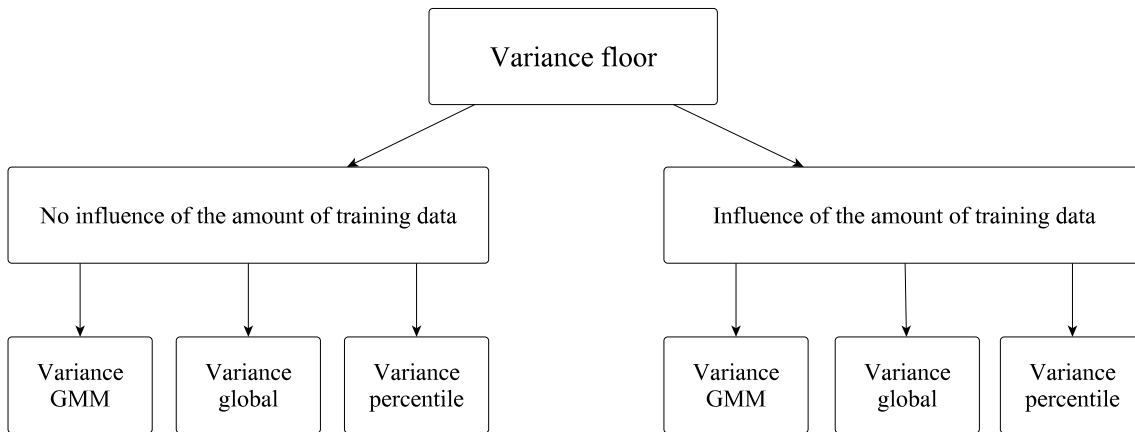 Variance floor
No influence of the amount of training data
Influence of the amount of training data
Variance
GMM
Variance
global
Variance
percentile
Variance
GMM
Variance
global
Variance
percentile